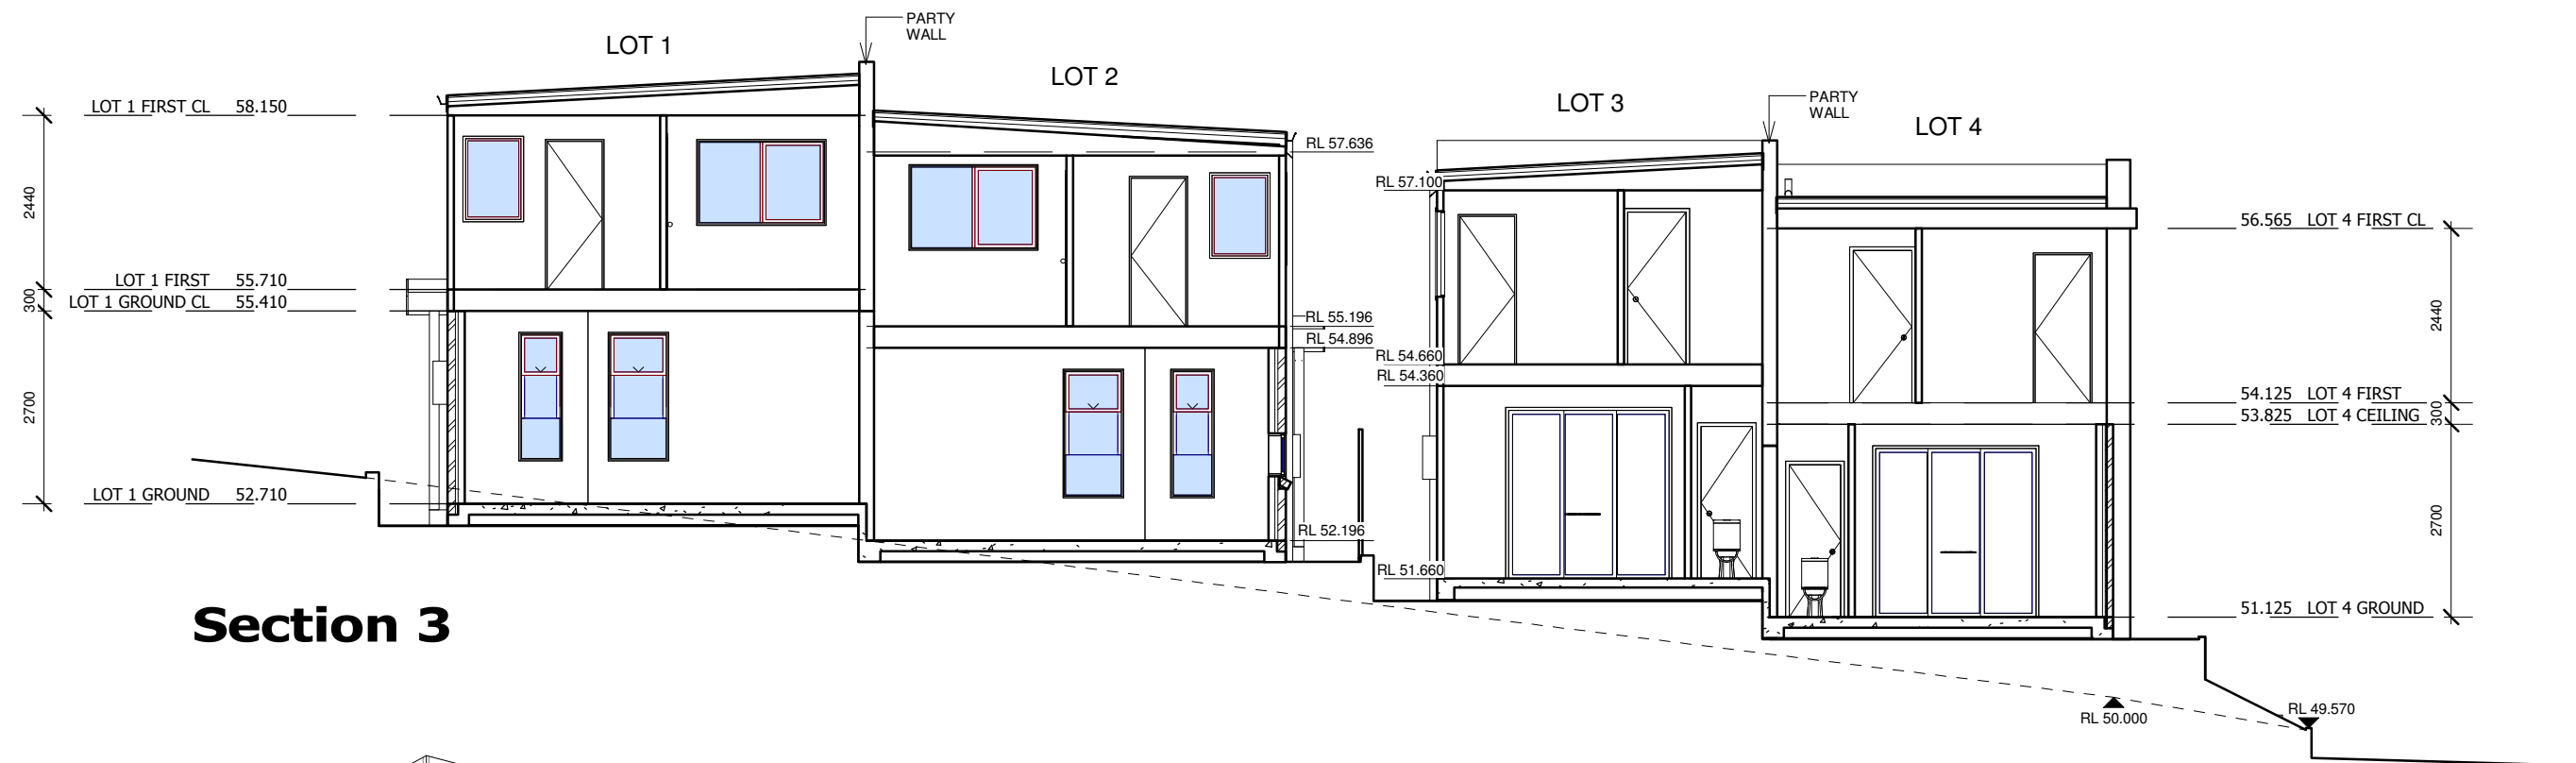 PARTY
WALL
LOT 1
LOT 2
LOT 3
PARTY
WALL
LOT 4
LOT 1 FIRST CL 58.150
2440
LOT 1 FIRST 55.710
300
LOT 1 GROUND CL 55.410
2700
LOT 1 GROUND 52.710
RL 57.636
RL 55.196
RL 54.896
RL 52.196
RL 57.100
RL 54.660
RL 54.360
RL 51.660
56.565 LOT 4 FIRST CL
2440
54.125 LOT 4 FIRST
300
53.825 LOT 4 CEILING
2700
51.125 LOT 4 GROUND
Section 3
RL 50.000
RL 49.570